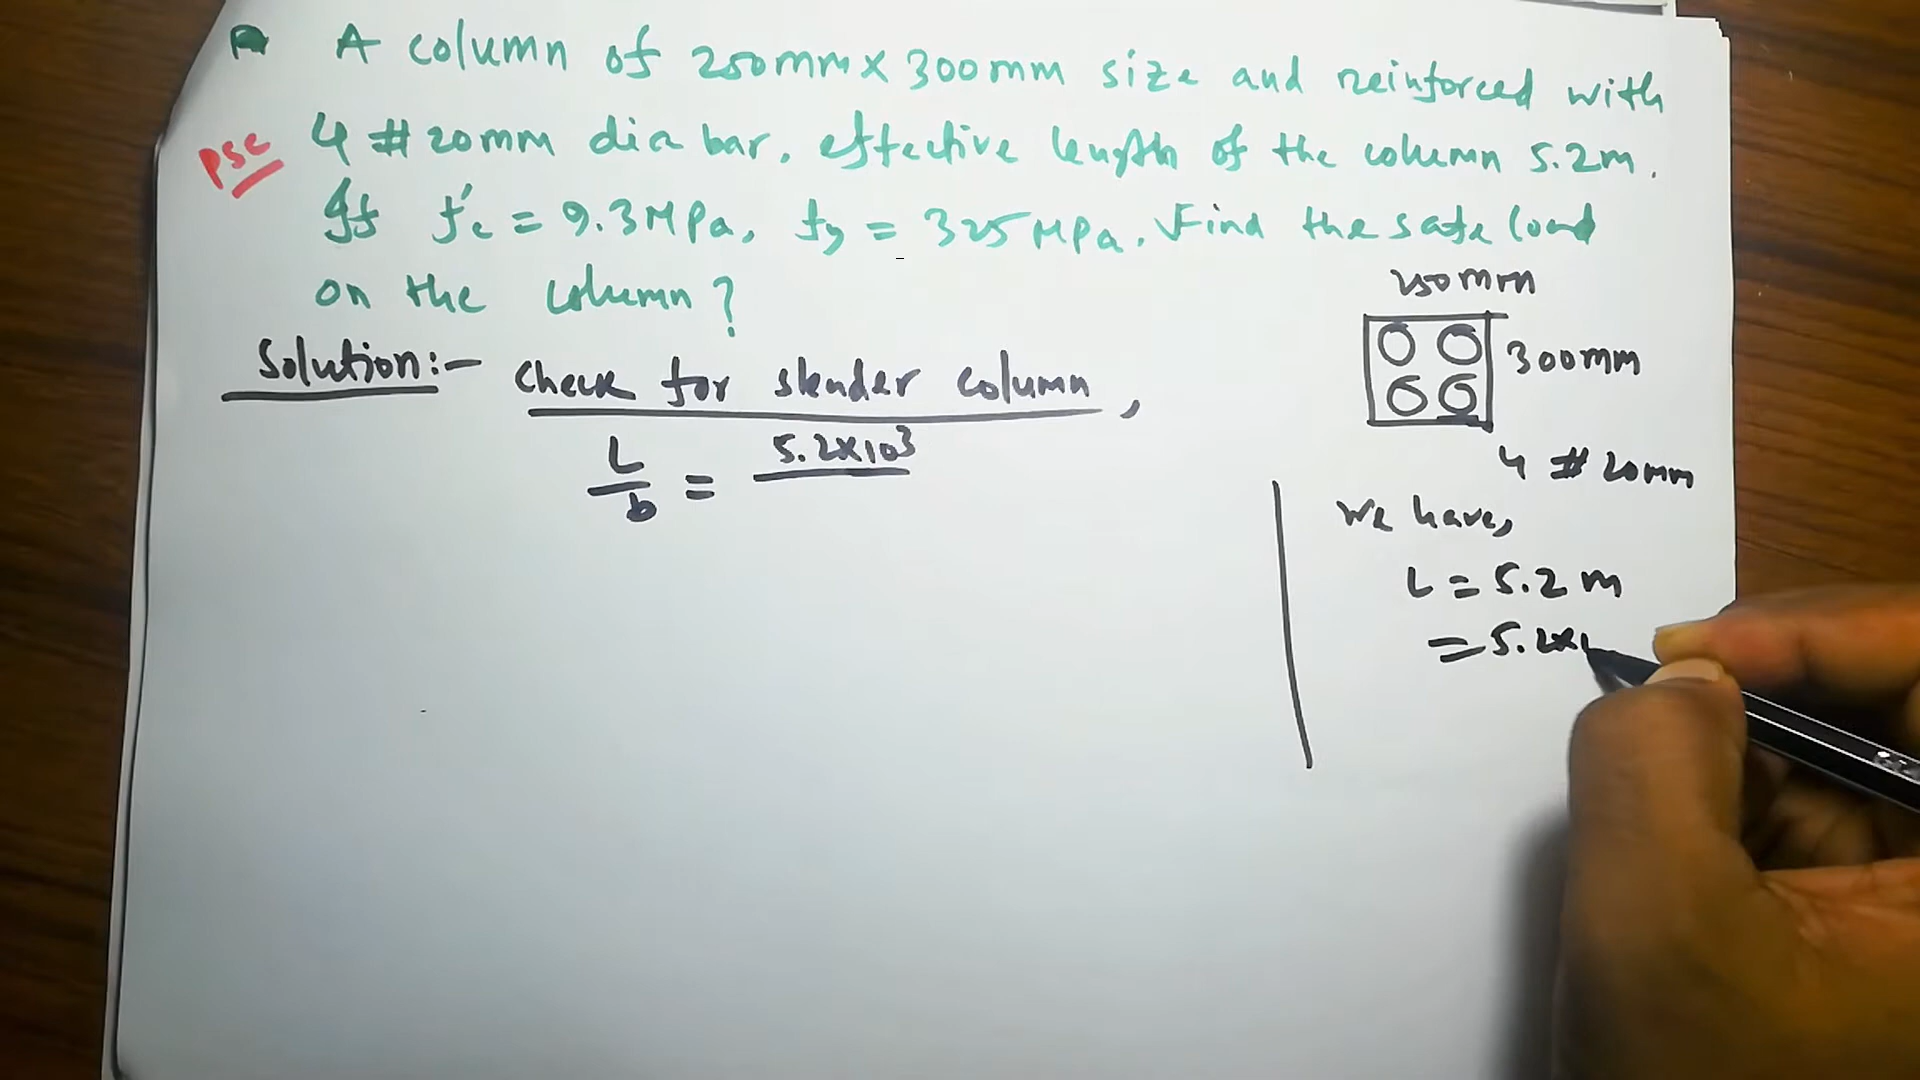 A column of 250mm x 300mm size and reinforced with
PSC
4 # 20mm dia bar. effective length of the column 5.2m.
If f'c = 9.3MPa, fy = 325MPa. Find the safe load
on the column?
250mm
300mm
4 # 20mm
Solution:- Check for slender column,
L/b = 5.2x10³
We have,
L = 5.2 m
= 5.2x